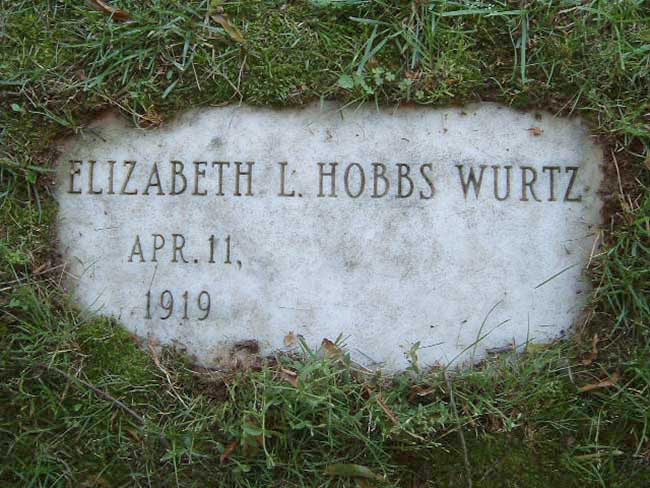 ELIZABETH L. HOBBS WURTZ
APR. 11,
1919